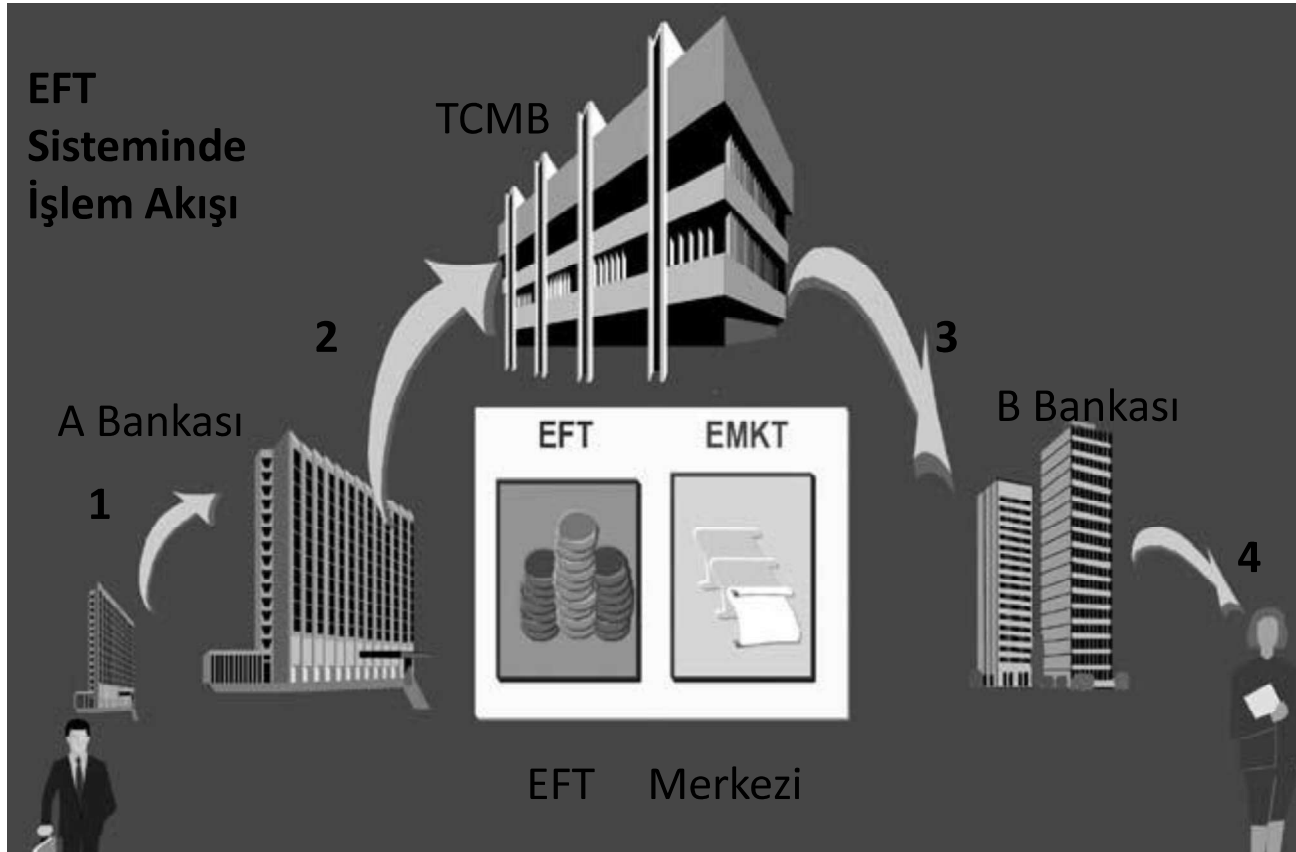 EFT
Sisteminde
İşlem Akışı
TCMB
2
3
A Bankası
B Bankası
1
4
EFT EMKT
EFT Merkezi